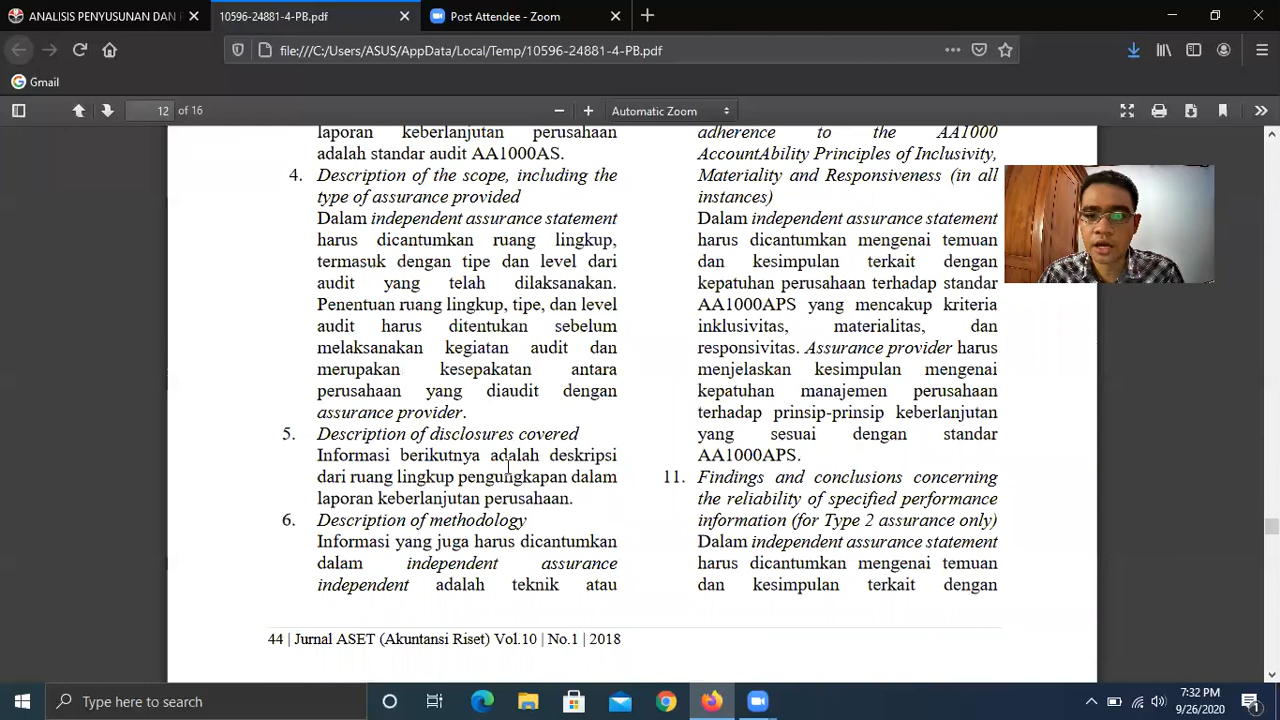 ANALISIS PENYUSUNAN DAN
10596-24881-4-PB.pdf
Post Attendee - Zoom
file:///C:/Users/ASUS/AppData/Local/Temp/10596-24881-4-PB.pdf
Gmail
12 of 16
Automatic Zoom
laporan keberlanjutan perusahaan
adalah standar audit AA1000AS.
4. Description of the scope, including the
type of assurance provided
Dalam independent assurance statement
harus dicantumkan ruang lingkup,
termasuk dengan tipe dan level dari
audit yang telah dilaksanakan.
Penentuan ruang lingkup, tipe, dan level
audit harus ditentukan sebelum
melaksanakan kegiatan audit dan
merupakan kesepakatan antara
perusahaan yang diaudit dengan
assurance provider.
5. Description of disclosures covered
Informasi berikutnya adalah deskripsi
dari ruang lingkup pengungkapan dalam
laporan keberlanjutan perusahaan.
6. Description of methodology
Informasi yang juga harus dicantumkan
dalam independent assurance
independent adalah teknik atau
adherence to the AA1000
AccountAbility Principles of Inclusivity,
Materiality and Responsiveness (in all
instances)
Dalam independent assurance statement
harus dicantumkan mengenai temuan
dan kesimpulan terkait dengan
kepatuhan perusahaan terhadap standar
AA1000APS yang mencakup kriteria
inklusivitas, materialitas, dan
responsivitas. Assurance provider harus
menjelaskan kesimpulan mengenai
kepatuhan manajemen perusahaan
terhadap prinsip-prinsip keberlanjutan
yang sesuai dengan standar
AA1000APS.
11. Findings and conclusions concerning
the reliability of specified performance
information (for Type 2 assurance only)
Dalam independent assurance statement
harus dicantumkan mengenai temuan
dan kesimpulan terkait dengan
44 | Jurnal ASET (Akuntansi Riset) Vol.10 | No.1 | 2018
Type here to search
7:32 PM
9/26/2020
1